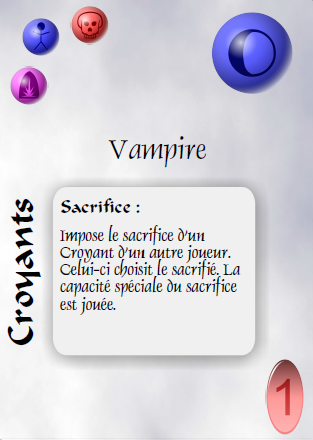 Vampire
Croyants
Sacrifice :
Impose le sacrifice d'un
Croyant d'un autre joueur.
Celui-ci choisit le sacrifié. La
capacité spéciale du sacrifice
est jouée.
1